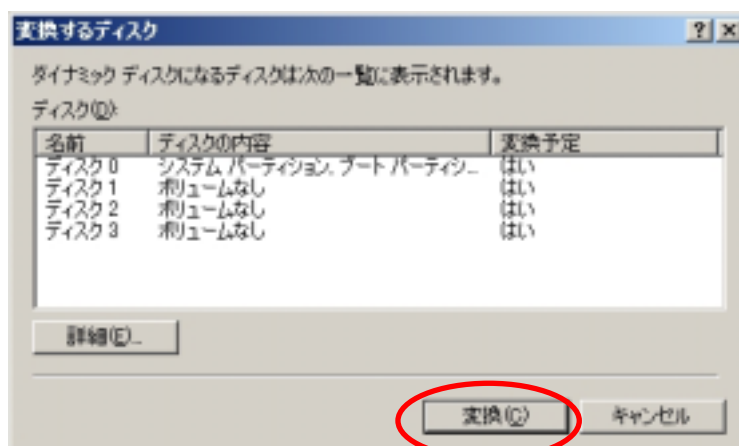 変換するディスク
ダイナミック ディスクになるディスクは次の一覧に表示されます。
ディスク(D):
名前 ディスクの内容 変換予定
ディスク 0 システム パーティション, ブート パーティシ... はい
ディスク 1 ボリュームなし はい
ディスク 2 ボリュームなし はい
ディスク 3 ボリュームなし はい
詳細(E)...
変換(C) キャンセル